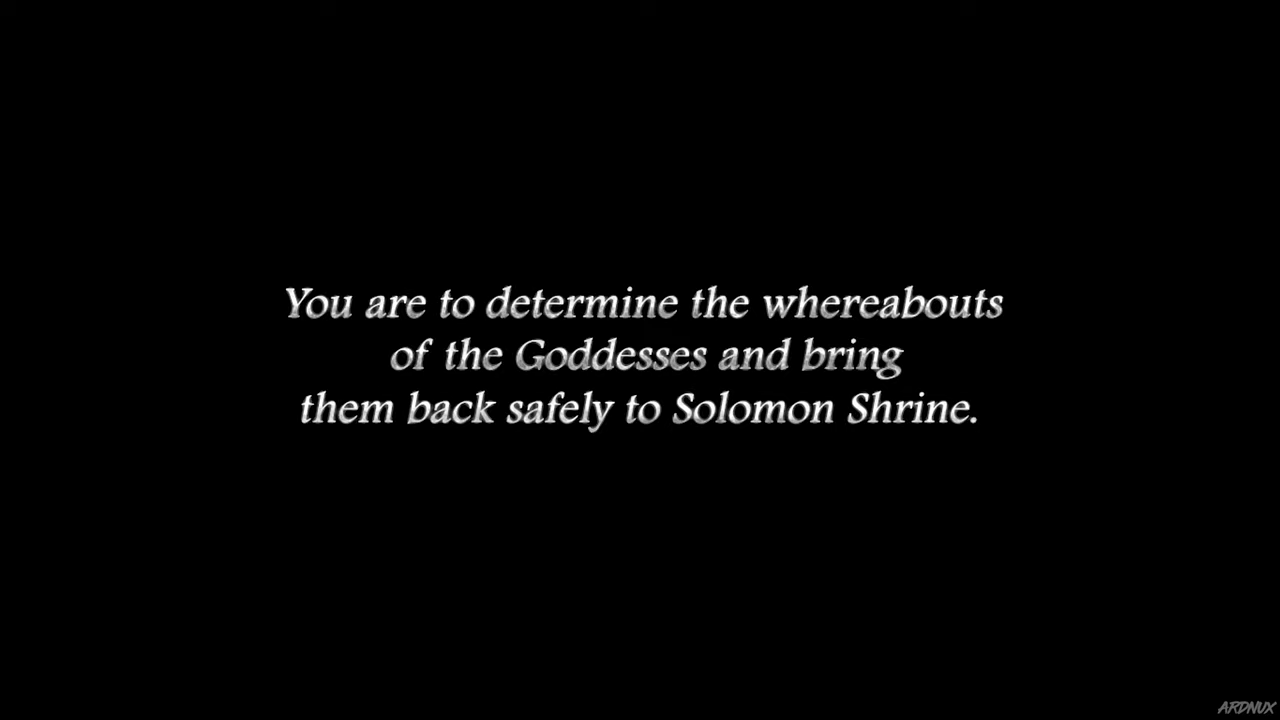 You are to determine the whereabouts
of the Goddesses and bring
them back safely to Solomon Shrine.
ARDNUX